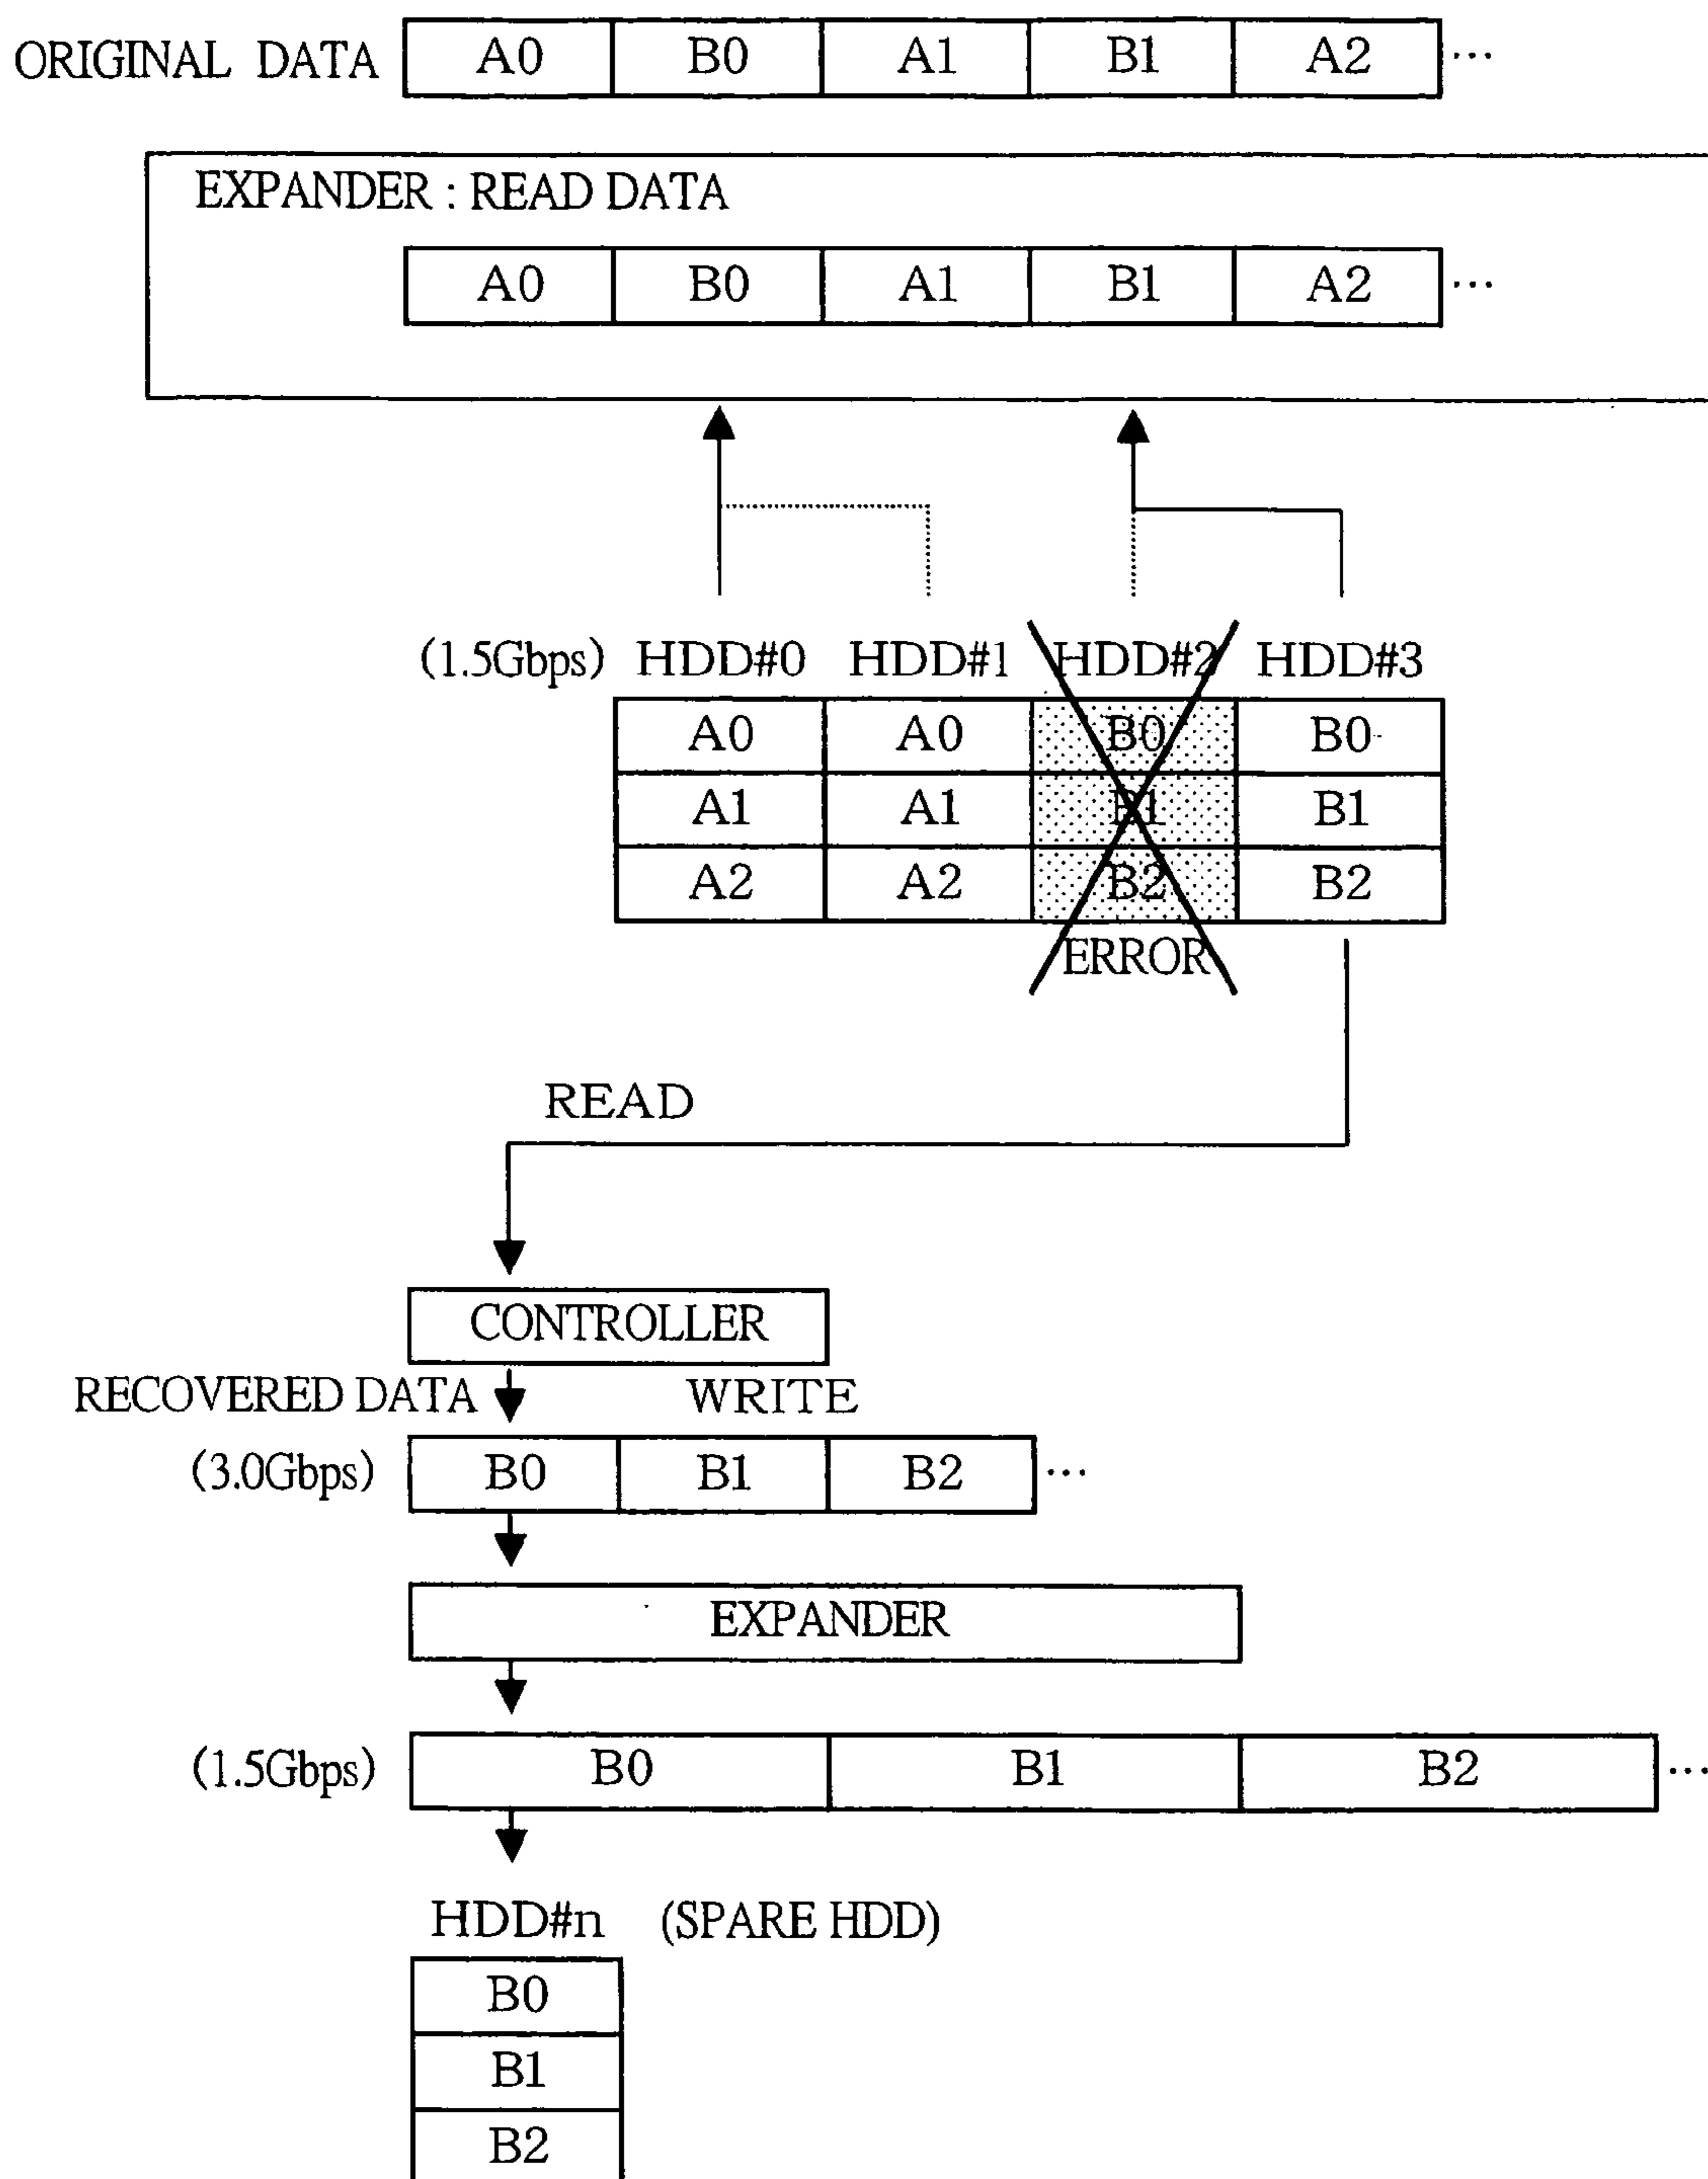 ORIGINAL DATA A0 B0 A1 B1 A2 ...
EXPANDER : READ DATA
A0 B0 A1 B1 A2 ...
(1.5Gbps) HDD#0 HDD#1 HDD#2 HDD#3
A0 A0 B0 B0
A1 A1 B1 B1
A2 A2 B2 B2
ERROR
READ
CONTROLLER
RECOVERED DATA WRITE
(3.0Gbps) B0 B1 B2 ...
EXPANDER
(1.5Gbps) B0 B1 B2 ...
HDD#n (SPARE HDD)
B0
B1
B2